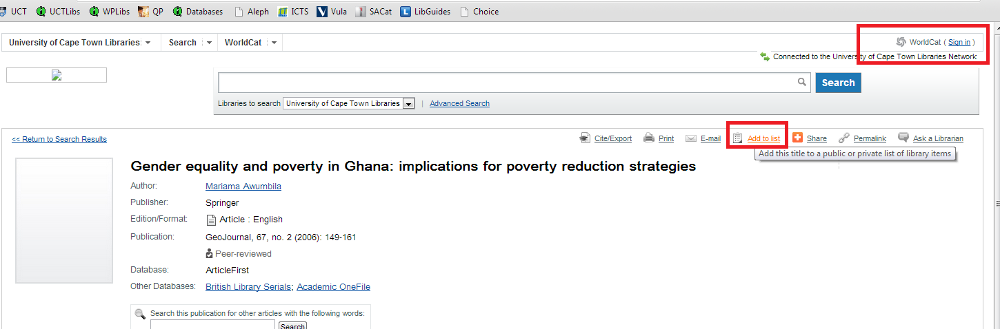 UCT UCTLibs WPLibs QP Databases Aleph ICTS Vula SACat LibGuides Choice
University of Cape Town Libraries Search WorldCat WorldCat ( Sign in )
Connected to the University of Cape Town Libraries Network
Search
Libraries to search University of Cape Town Libraries | Advanced Search
<< Return to Search Results Cite/Export Print E-mail Add to list Share Permalink Ask a Librarian
Add this title to a public or private list of library items
Gender equality and poverty in Ghana: implications for poverty reduction strategies
Author: Mariama Awumbila
Publisher: Springer
Edition/Format: Article : English
Publication: GeoJournal, 67, no. 2 (2006): 149-161
Peer-reviewed
Database: ArticleFirst
Other Databases: British Library Serials; Academic OneFile
Search this publication for other articles with the following words:
Search